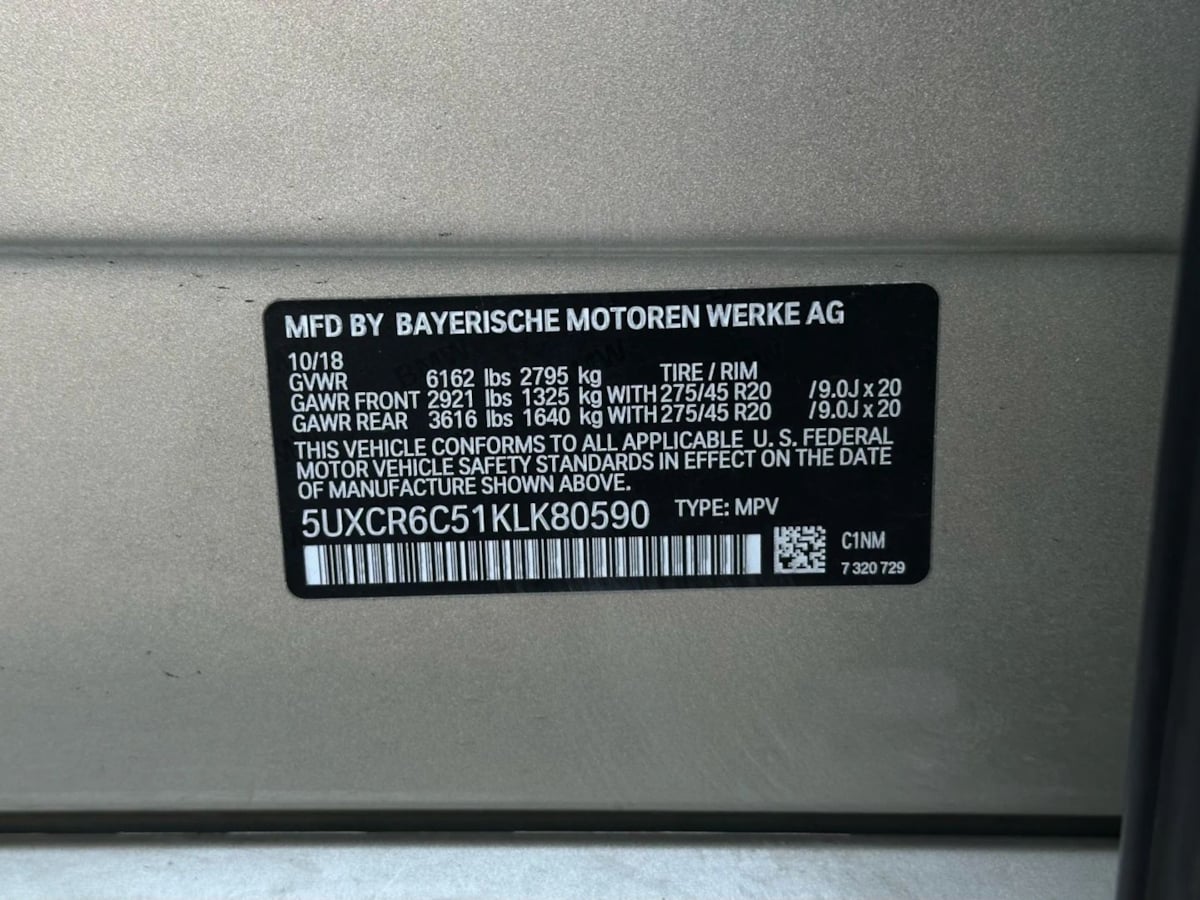 MFD BY BAYERISCHE MOTOREN WERKE AG
10/18
GVWR 6162 lbs 2795 kg TIRE / RIM
GAWR FRONT 2921 lbs 1325 kg WITH 275/45 R20 /9.0J x 20
GAWR REAR 3616 lbs 1640 kg WITH 275/45 R20 /9.0J x 20
THIS VEHICLE CONFORMS TO ALL APPLICABLE U. S. FEDERAL
MOTOR VEHICLE SAFETY STANDARDS IN EFFECT ON THE DATE
OF MANUFACTURE SHOWN ABOVE.
5UXCR6C51KLK80590 TYPE: MPV
C1NM
7 320 729